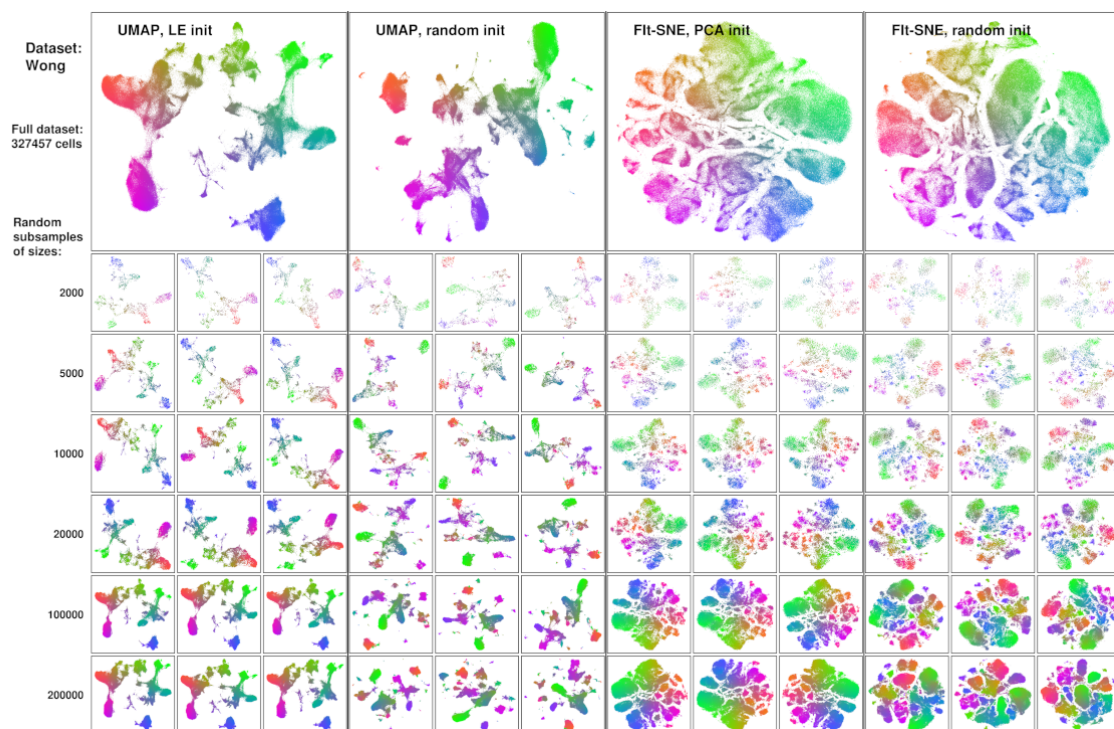 UMAP, LE init
UMAP, random init
FIt-SNE, PCA init
FIt-SNE, random init
Dataset:
Wong
Full dataset:
327457 cells
Random
subsamples
of sizes:
2000
5000
10000
20000
100000
200000